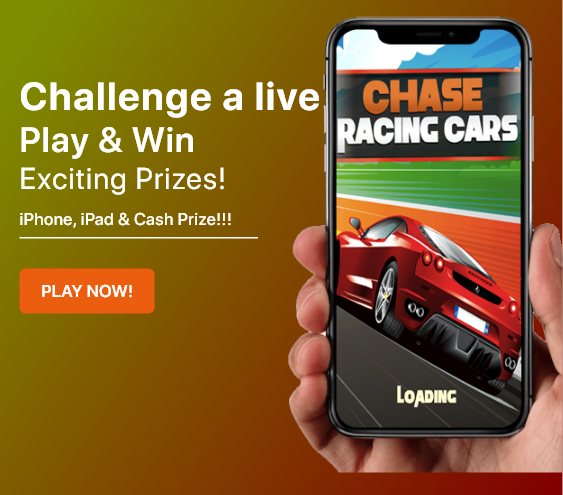 Challenge a live
Play & Win
Exciting Prizes!
iPhone, iPad & Cash Prize!!!
PLAY NOW!
CHASE
RACING CARS
LOADING